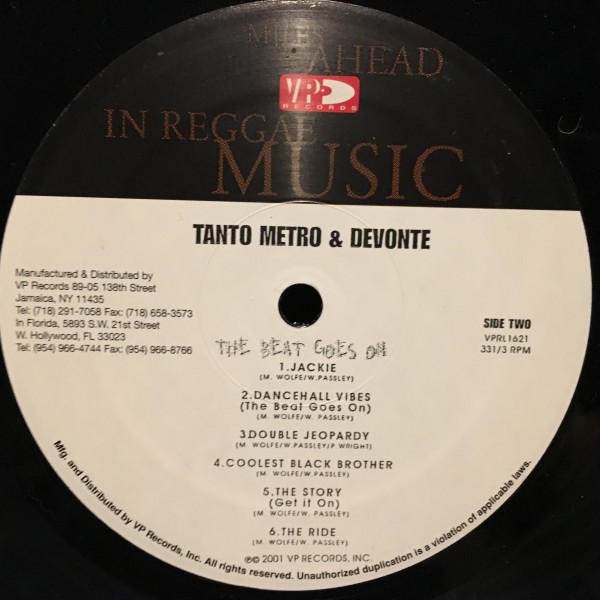 MILES
AHEAD
VP
RECORDS
IN REGGAE
MUSIC
TANTO METRO & DEVONTE
Manufactured & Distributed by
VP Records 89-05 138th Street
Jamaica, NY 11435
Tel: (718) 291-7058 Fax: (718) 658-3573
In Florida, 5893 S.W. 21st Street
W. Hollywood, FL 33023
Tel: (954) 966-4744 Fax: (954) 966-8766
SIDE TWO
VPRL1621
331/3 RPM
THE BEAT GOES ON
1.JACKIE
(M. WOLFE/W.PASSLEY)
2.DANCEHALL VIBES
(The Beat Goes On)
(M. WOLFE/W. PASSLEY)
3.DOUBLE JEOPARDY
(M. WOLFE/W.PASSLEY/P.WRIGHT)
4.COOLEST BLACK BROTHER
(M. WOLFE/W.PASSLEY)
5.THE STORY
(Get it On)
(M. WOLFE/W. PASSLEY)
6.THE RIDE
(M. WOLFE/W. PASSLEY)
℗© 2001 VP RECORDS, INC.
Mfg. and Distributed by VP Records, Inc. All rights reserved. Unauthorized duplication is a violation of applicable laws.